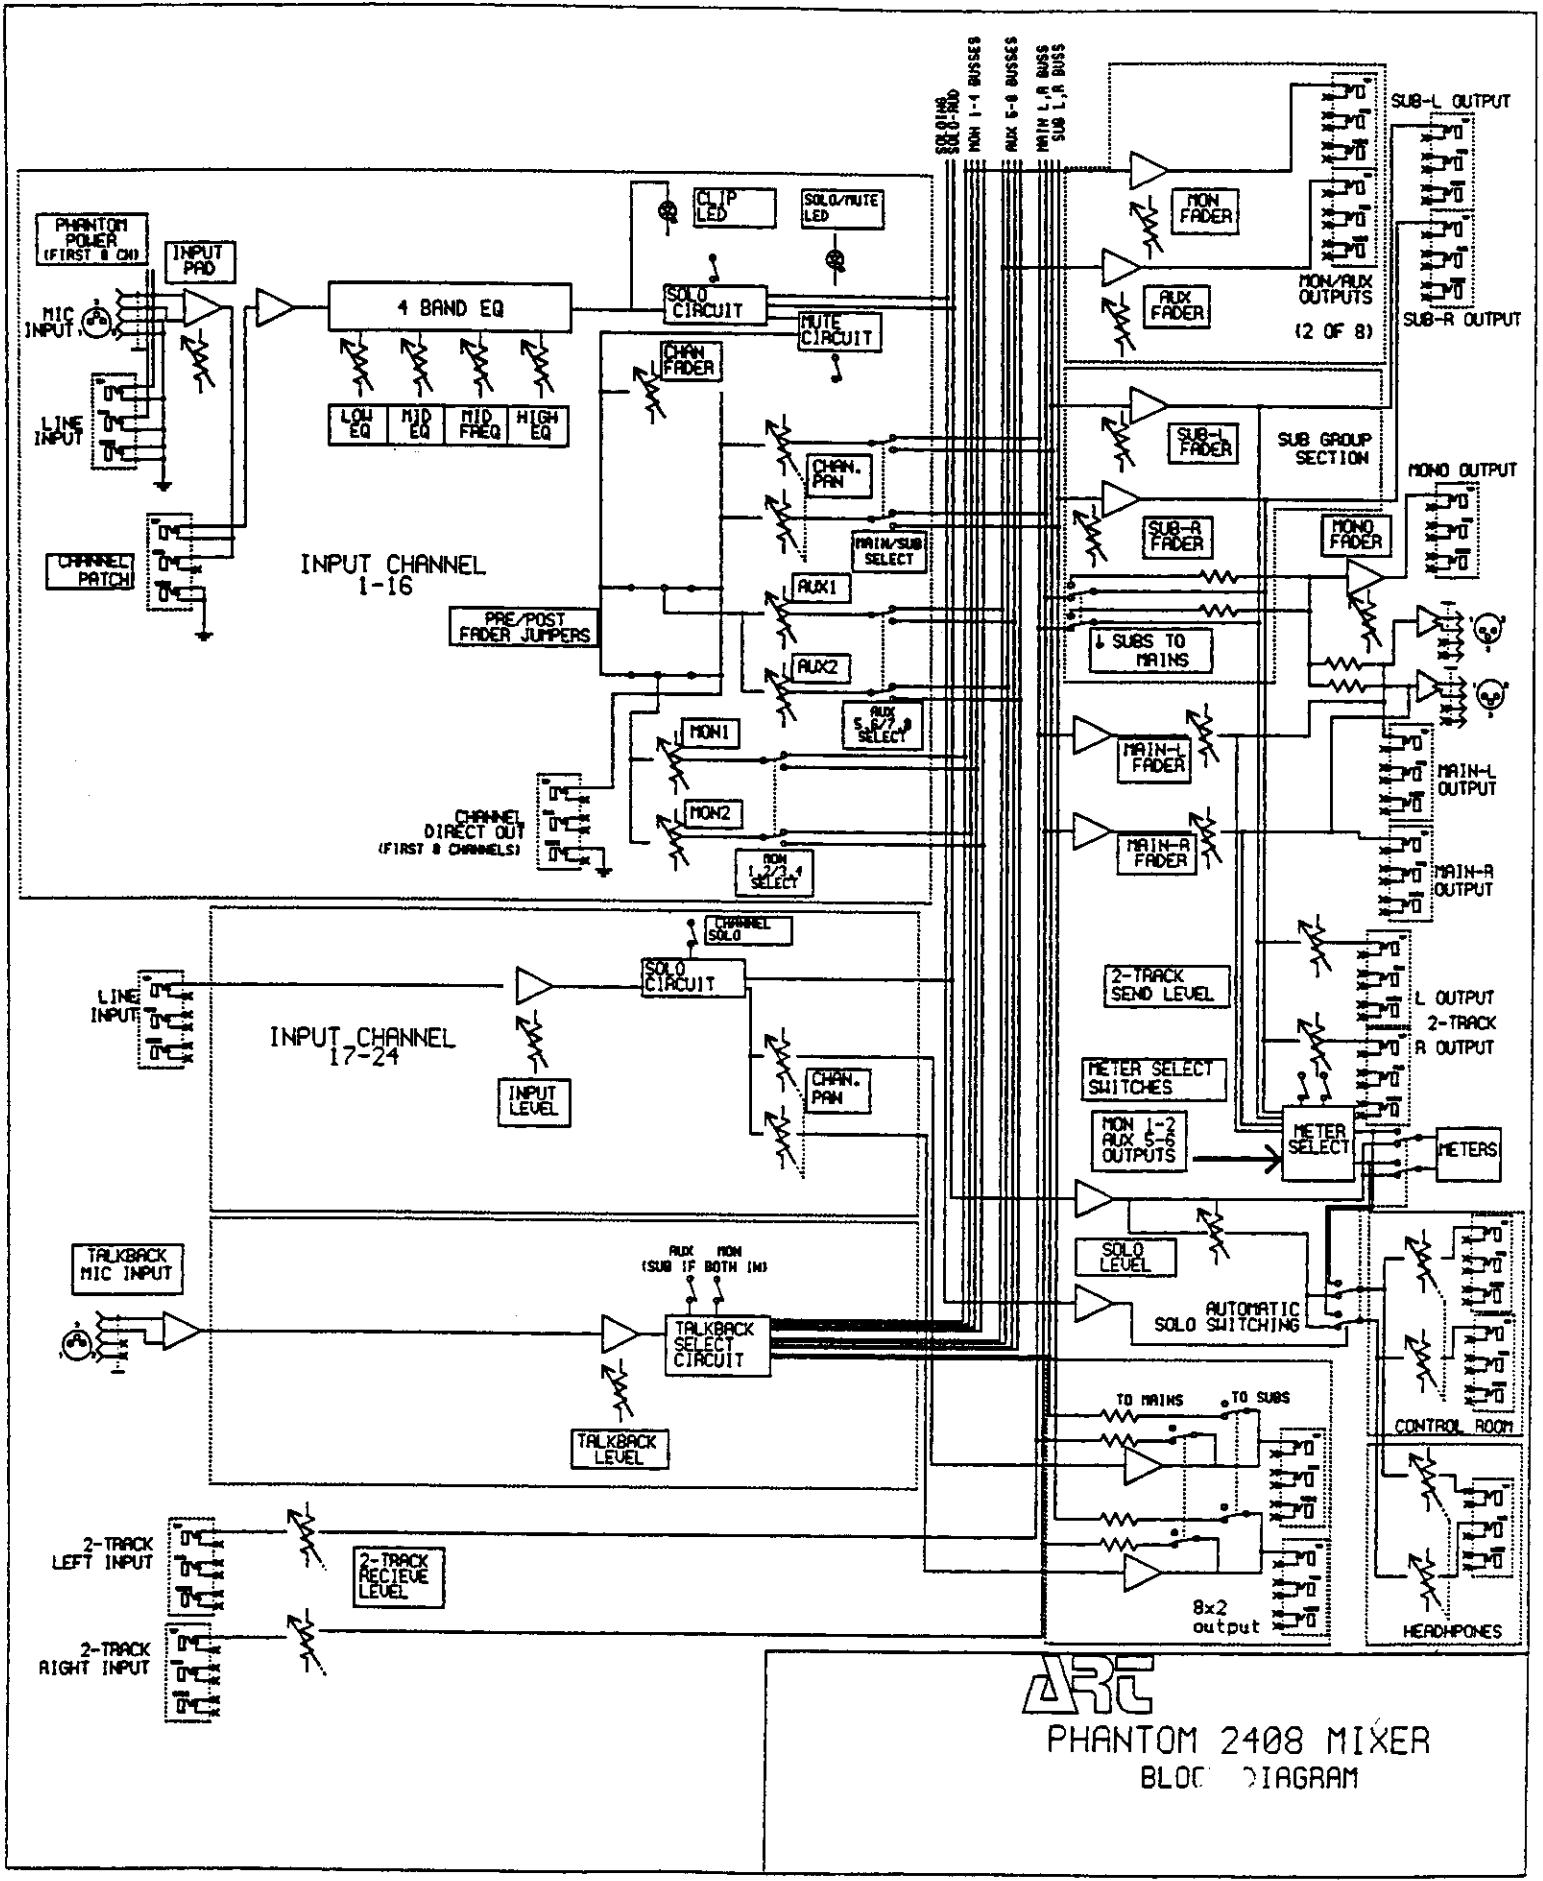 SOLOING
SOLO-AUD
MON 1-4 BUSSES
AUX 5-8 BUSSES
MAIN L,R BUSS
SUB L,R BUSS
PHANTOM
POWER
(FIRST 8 CH)
INPUT
PAD
MIC
INPUT
LINE
INPUT
CHANNEL
PATCH
4 BAND EQ
LOW
EQ
MID
EQ
MID
FREQ
HIGH
EQ
CLIP
LED
SOLO/MUTE
LED
SOLO
CIRCUIT
MUTE
CIRCUIT
CHAN
FADER
CHAN.
PAN
MAIN/SUB
SELECT
INPUT CHANNEL
1-16
PRE/POST
FADER JUMPERS
AUX1
AUX2
AUX
5,6/7,8
SELECT
MON1
MON2
MON
1,2/3,4
SELECT
CHANNEL
DIRECT OUT
(FIRST 8 CHANNELS)
MON
FADER
AUX
FADER
MON/AUX
OUTPUTS
(2 OF 8)
SUB-L OUTPUT
SUB-R OUTPUT
SUB-L
FADER
SUB GROUP
SECTION
SUB-R
FADER
MONO
FADER
MONO OUTPUT
SUBS TO
MAINS
MAIN-L
FADER
MAIN-R
FADER
MAIN-L
OUTPUT
MAIN-R
OUTPUT
LINE
INPUT
CHANNEL
SOLO
SOLO
CIRCUIT
INPUT CHANNEL
17-24
INPUT
LEVEL
CHAN.
PAN
2-TRACK
SEND LEVEL
L OUTPUT
2-TRACK
R OUTPUT
METER SELECT
SWITCHES
MON 1-2
AUX 5-6
OUTPUTS
METER
SELECT
METERS
SOLO
LEVEL
AUTOMATIC
SOLO SWITCHING
TALKBACK
MIC INPUT
AUX MON
(SUB IF BOTH IN)
TALKBACK
SELECT
CIRCUIT
TALKBACK
LEVEL
TO MAINS
TO SUBS
CONTROL ROOM
HEADHPONES
8x2
output
2-TRACK
LEFT INPUT
2-TRACK
RECIEVE
LEVEL
2-TRACK
RIGHT INPUT
ART
PHANTOM 2408 MIXER
BLOC DIAGRAM